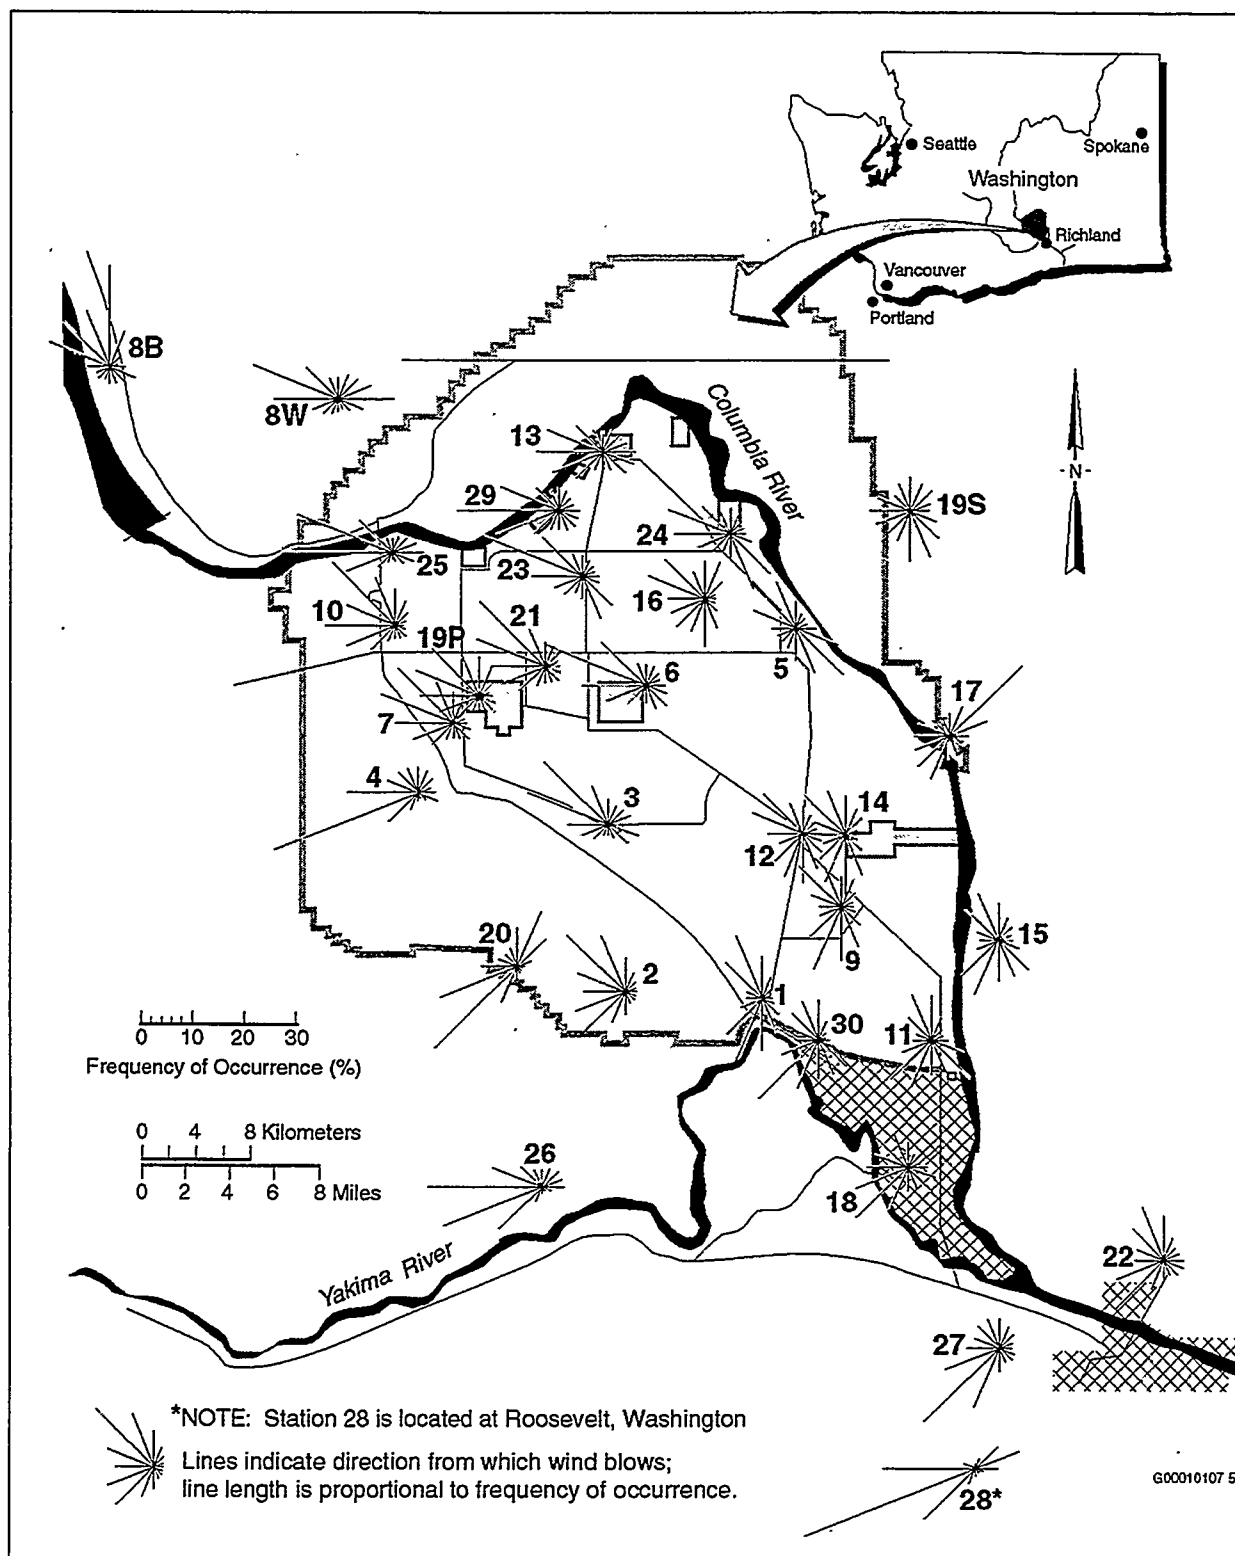 Seattle
Spokane
Washington
Richland
Vancouver
Portland
8B
8W
Columbia River
13
-N-
29
19S
24
25
23
16
10
21
19P
6
5
17
7
4
3
14
12
20
2
9
15
1
30
11
0 10 20 30
Frequency of Occurrence (%)
0 4 8 Kilometers
0 2 4 6 8 Miles
26
18
22
Yakima River
27
*NOTE: Station 28 is located at Roosevelt, Washington
Lines indicate direction from which wind blows;
line length is proportional to frequency of occurrence.
28*
G00010107 5